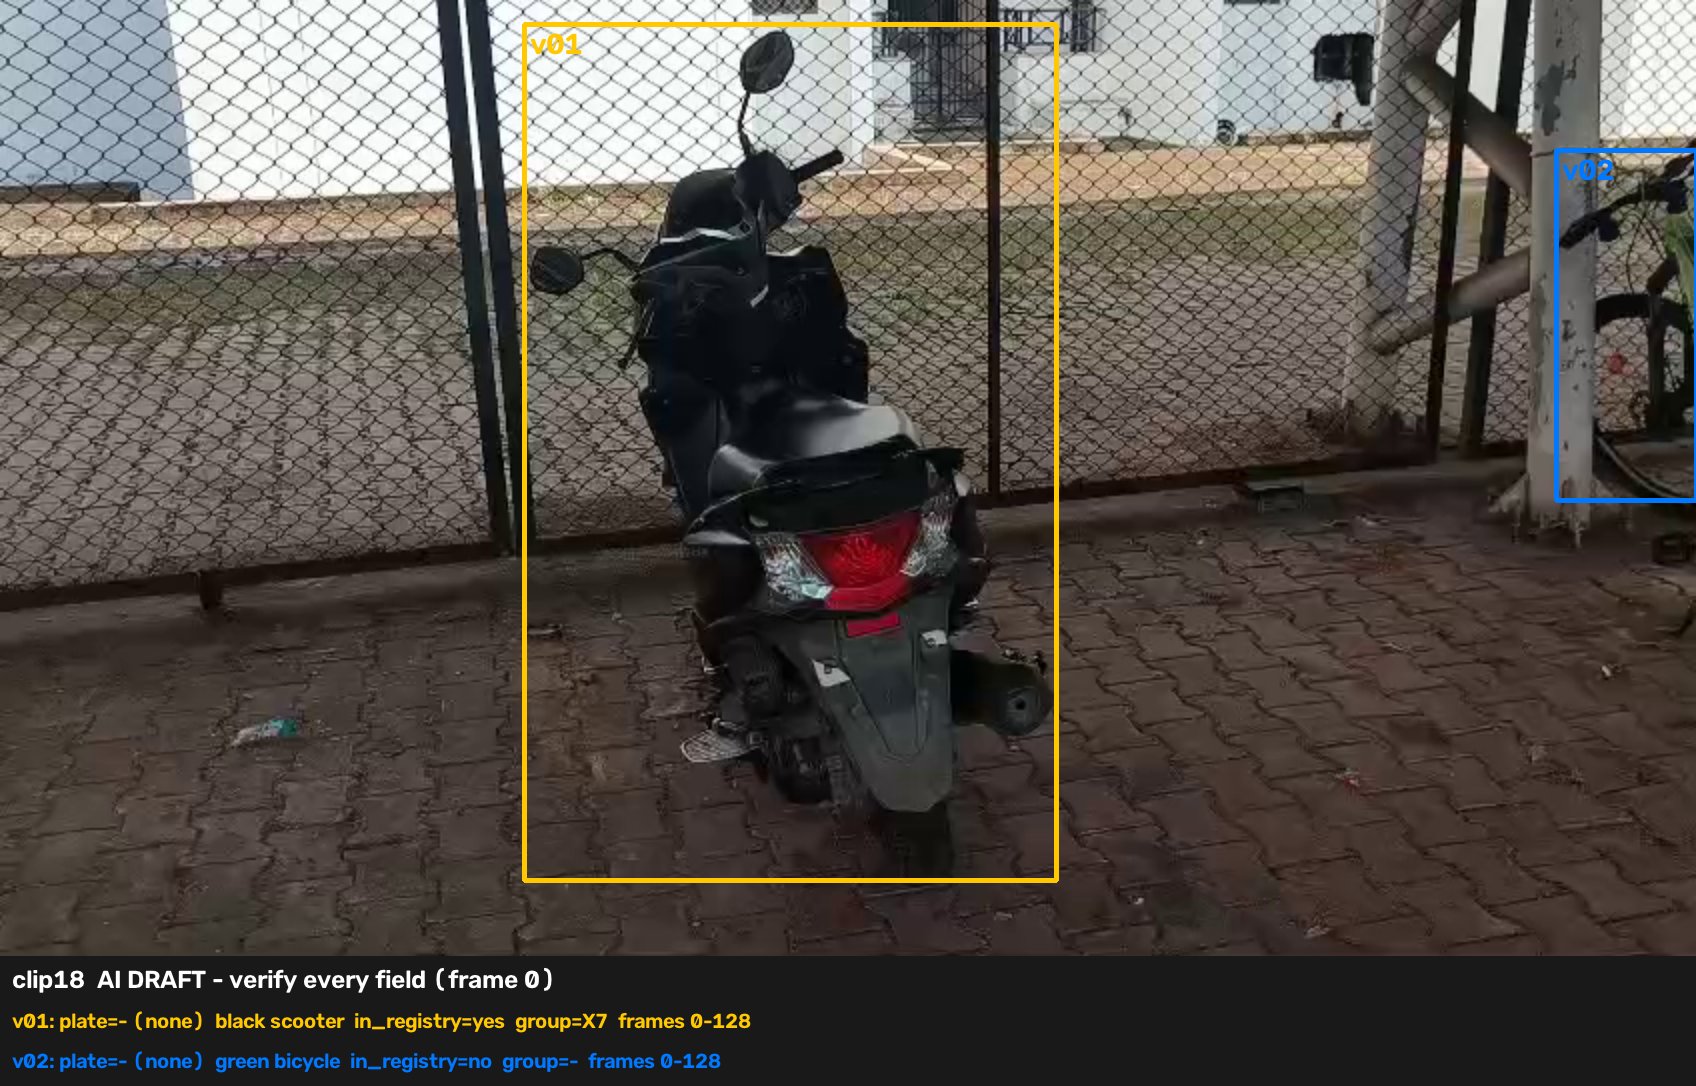 v01
v02
clip18 AI DRAFT - verify every field (frame 0)
v01: plate=- (none) black scooter in_registry=yes group=X7 frames 0-128
v02: plate=- (none) green bicycle in_registry=no group=- frames 0-128